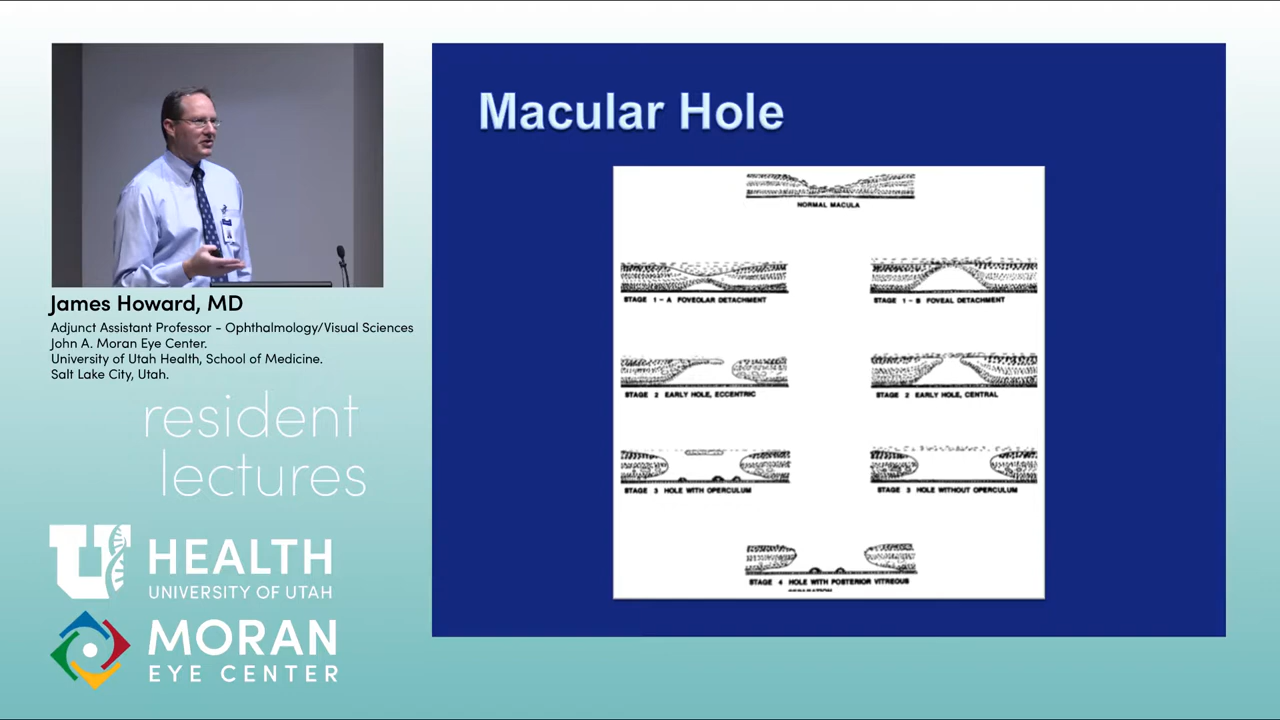 Macular Hole
NORMAL MACULA
STAGE 1-A FOVEOLAR DETACHMENT
STAGE 1-B FOVEAL DETACHMENT
STAGE 2 EARLY HOLE, ECCENTRIC
STAGE 2 EARLY HOLE, CENTRAL
STAGE 3 HOLE WITH OPERCULUM
STAGE 3 HOLE WITHOUT OPERCULUM
STAGE 4 HOLE WITH POSTERIOR VITREOUS
James Howard, MD
Adjunct Assistant Professor - Ophthalmology/Visual Sciences
John A. Moran Eye Center.
University of Utah Health, School of Medicine.
Salt Lake City, Utah.
resident
lectures
U HEALTH
UNIVERSITY OF UTAH
MORAN
EYE CENTER